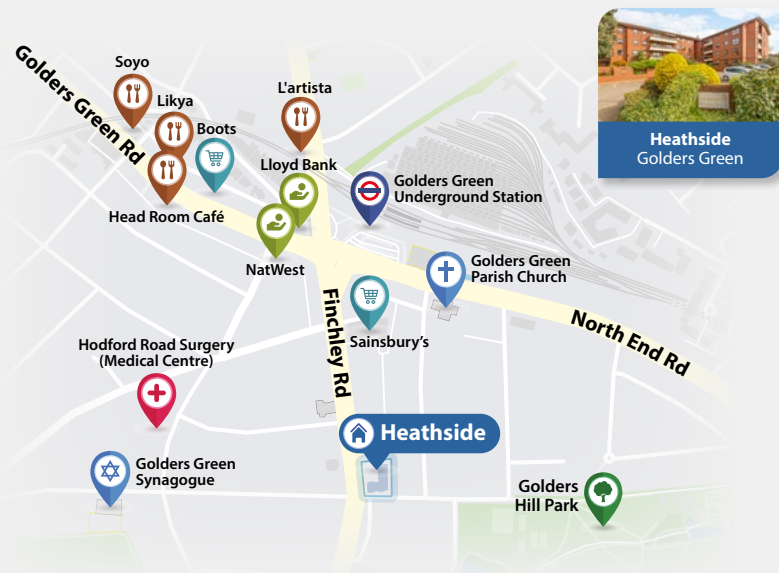 Soyo
Golders Green Rd
Likya
Boots
Head Room Café
L'artista
Lloyd Bank
NatWest
Golders Green
Underground Station
Heathside
Golders Green
Golders Green
Parish Church
Finchley Rd
Sainsbury's
North End Rd
Hodford Road Surgery
(Medical Centre)
Heathside
Golders Green
Synagogue
Golders
Hill Park